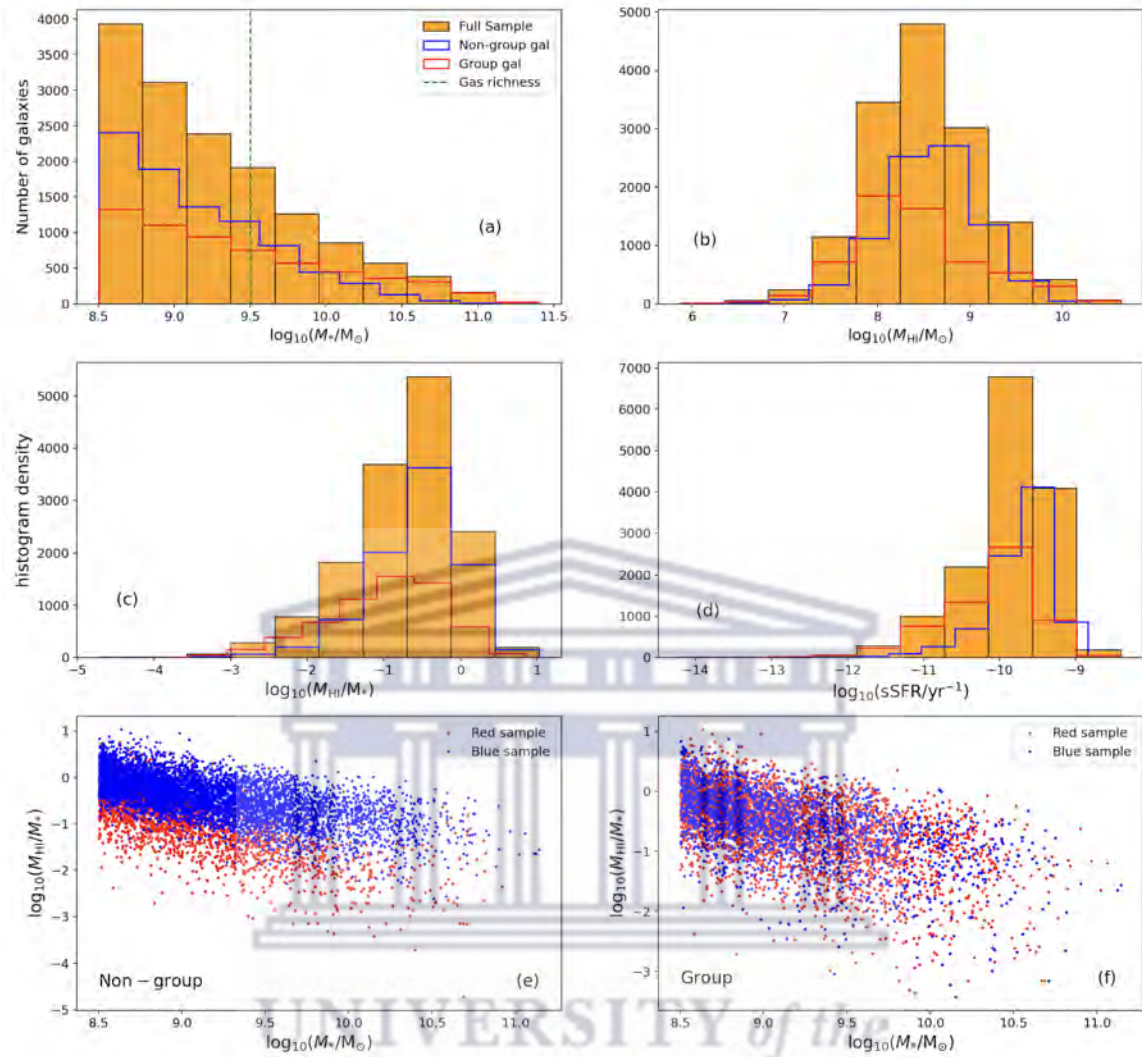 4000
3500
3000
2500
2000
1500
1000
500
0
Number of galaxies
Full Sample
Non-group gal
Group gal
Gas richness
(a)
8.5 9.0 9.5 10.0 10.5 11.0 11.5
log₁₀(M*/M⊙)
5000
4000
3000
2000
1000
0
(b)
6 7 8 9 10
log₁₀(M_HI/M⊙)
5000
4000
3000
2000
1000
0
histogram density
(c)
−5 −4 −3 −2 −1 0 1
log₁₀(M_HI/M*)
7000
6000
5000
4000
3000
2000
1000
0
(d)
−14 −13 −12 −11 −10 −9
log₁₀(sSFR/yr⁻¹)
1
0
−1
−2
−3
−4
−5
log₁₀(M_HI/M*)
Red sample
Blue sample
Non − group
(e)
8.5 9.0 9.5 10.0 10.5 11.0
log₁₀(M*/M⊙)
1
0
−1
−2
−3
log₁₀(M_HI/M*)
Red sample
Blue sample
Group
(f)
8.5 9.0 9.5 10.0 10.5 11.0
log₁₀(M*/M⊙)
UNIVERSITY of the